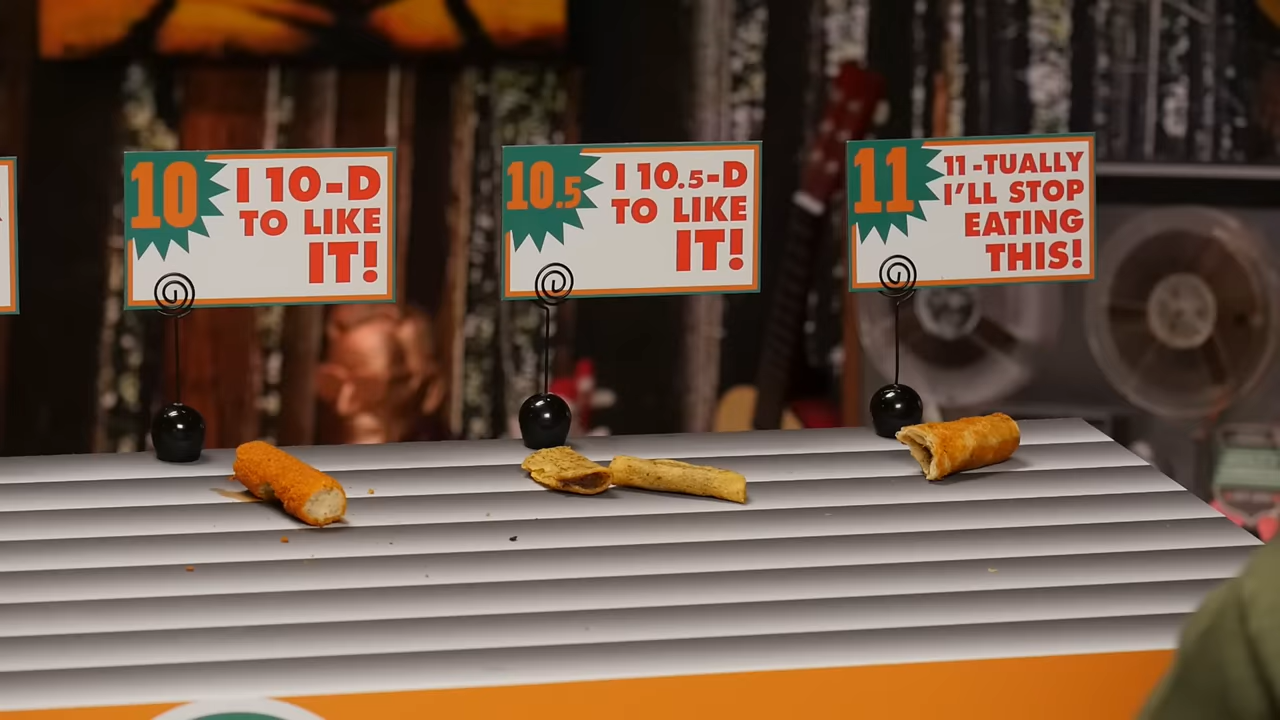 10
I 10-D
TO LIKE
IT!
10.5
I 10.5-D
TO LIKE
IT!
11
11-TUALLY
I'LL STOP
EATING
THIS!